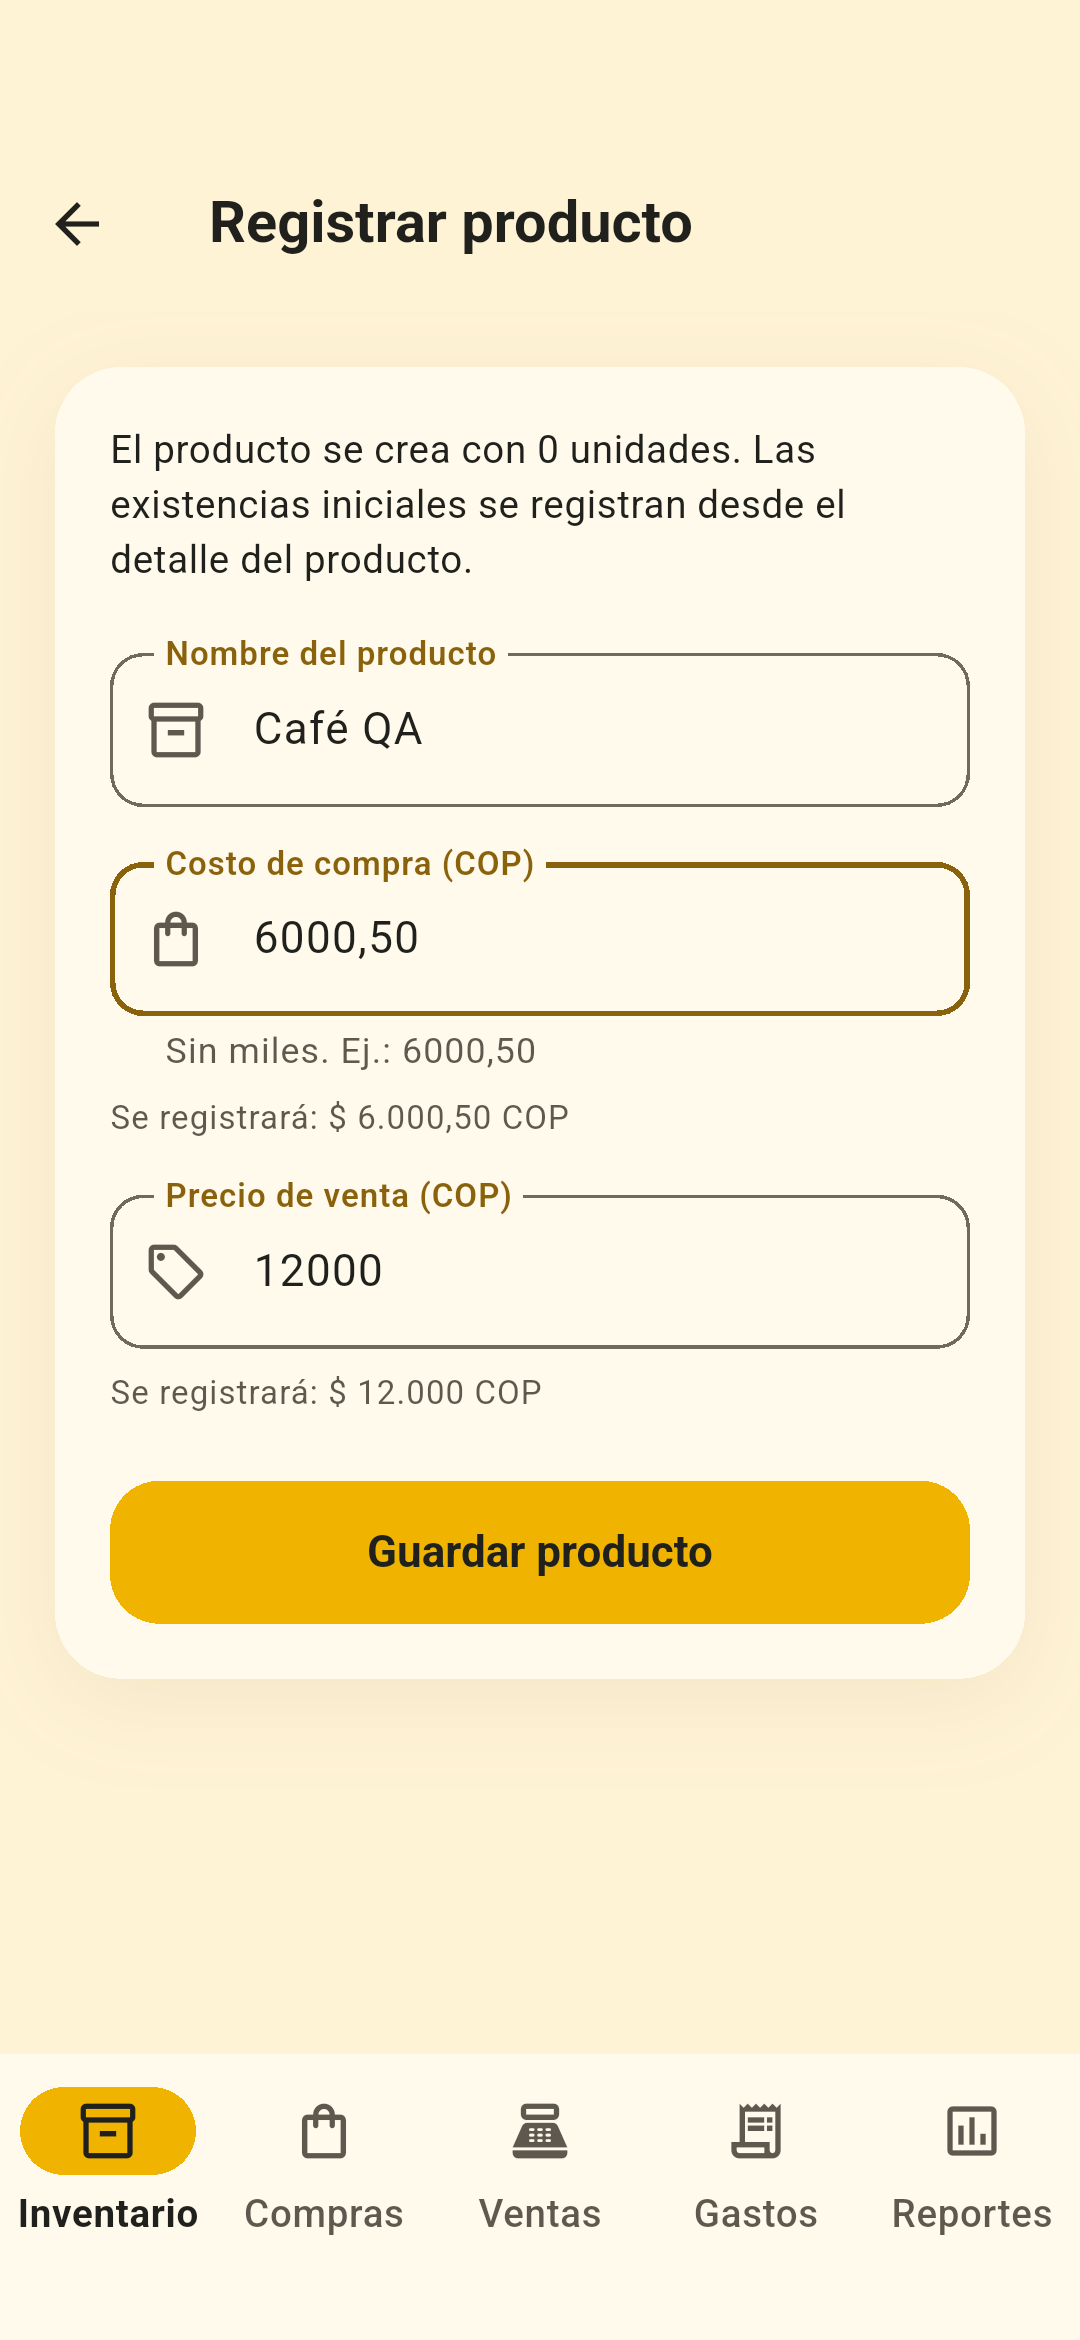 Registrar producto
El producto se crea con 0 unidades. Las
existencias iniciales se registran desde el
detalle del producto.
Nombre del producto
Café QA
Costo de compra (COP)
6000,50
Sin miles. Ej.: 6000,50
Se registrará: $ 6.000,50 COP
Precio de venta (COP)
12000
Se registrará: $ 12.000 COP
Guardar producto
Inventario
Compras
Ventas
Gastos
Reportes